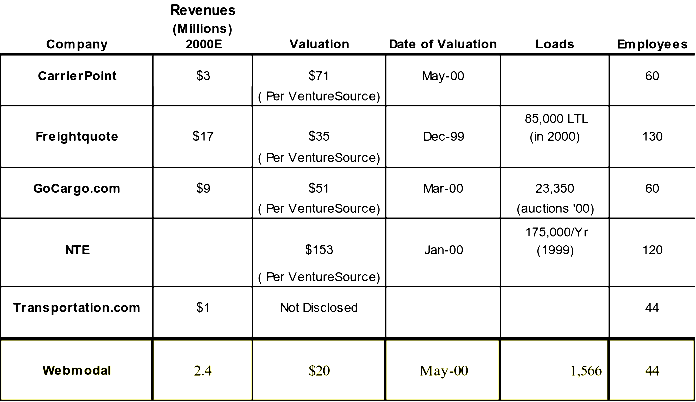 Revenues
(Millions)
Company 2000E Valuation Date of Valuation Loads Employees
CarrierPoint $3 $71 May-00 60
( Per VentureSource)
85,000 LTL
Freightquote $17 $35 Dec-99 (in 2000) 130
( Per VentureSource)
GoCargo.com $9 $51 Mar-00 23,350 60
( Per VentureSource) (auctions '00)
175,000/Yr
NTE $153 Jan-00 (1999) 120
( Per VentureSource)
Transportation.com $1 Not Disclosed 44
Webmodal 2.4 $20 May-00 1,566 44